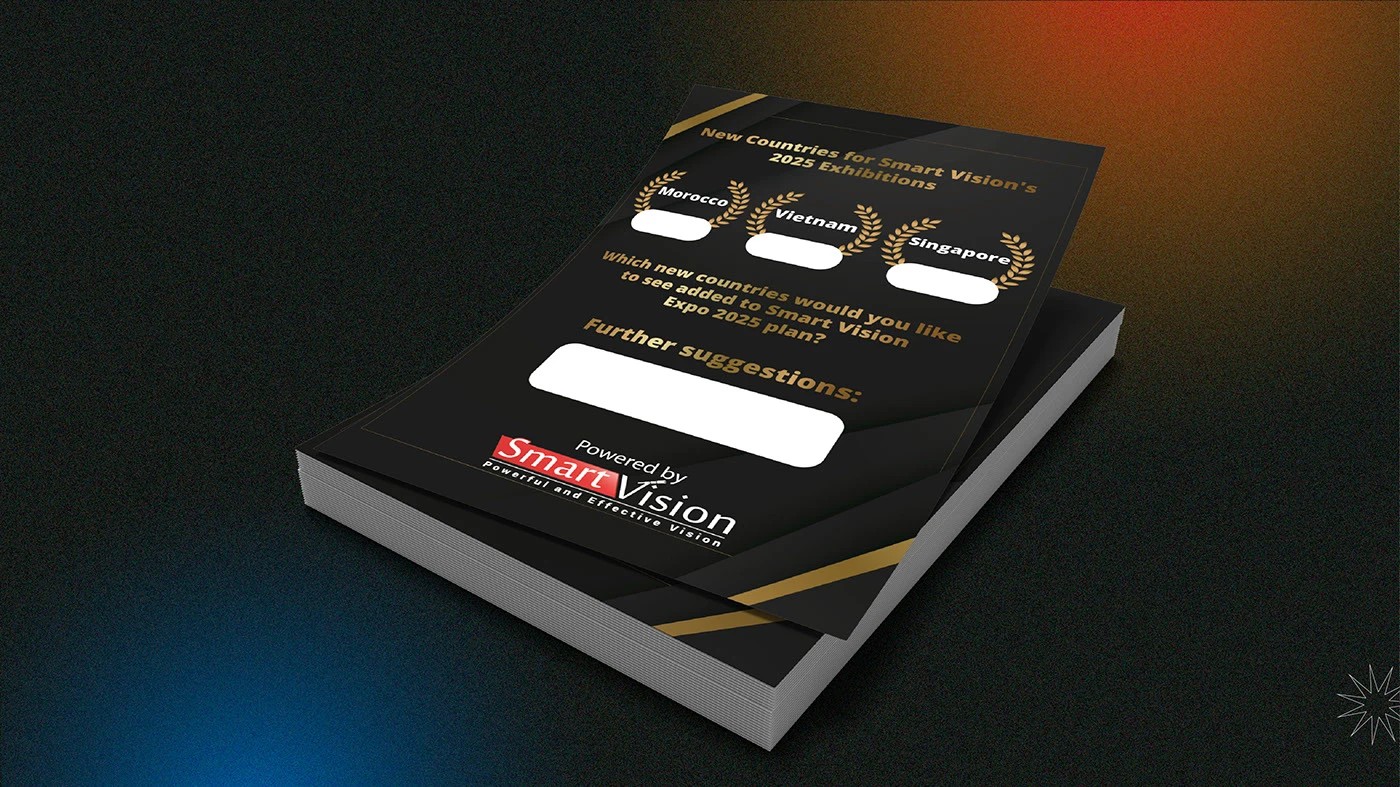 New Countries for Smart Vision's
2025 Exhibitions
Morocco
Vietnam
Singapore
Which new countries would you like
to see added to Smart Vision
Expo 2025 plan?
Further suggestions:
Powered by
Smart Vision
Powerful and Effective Vision